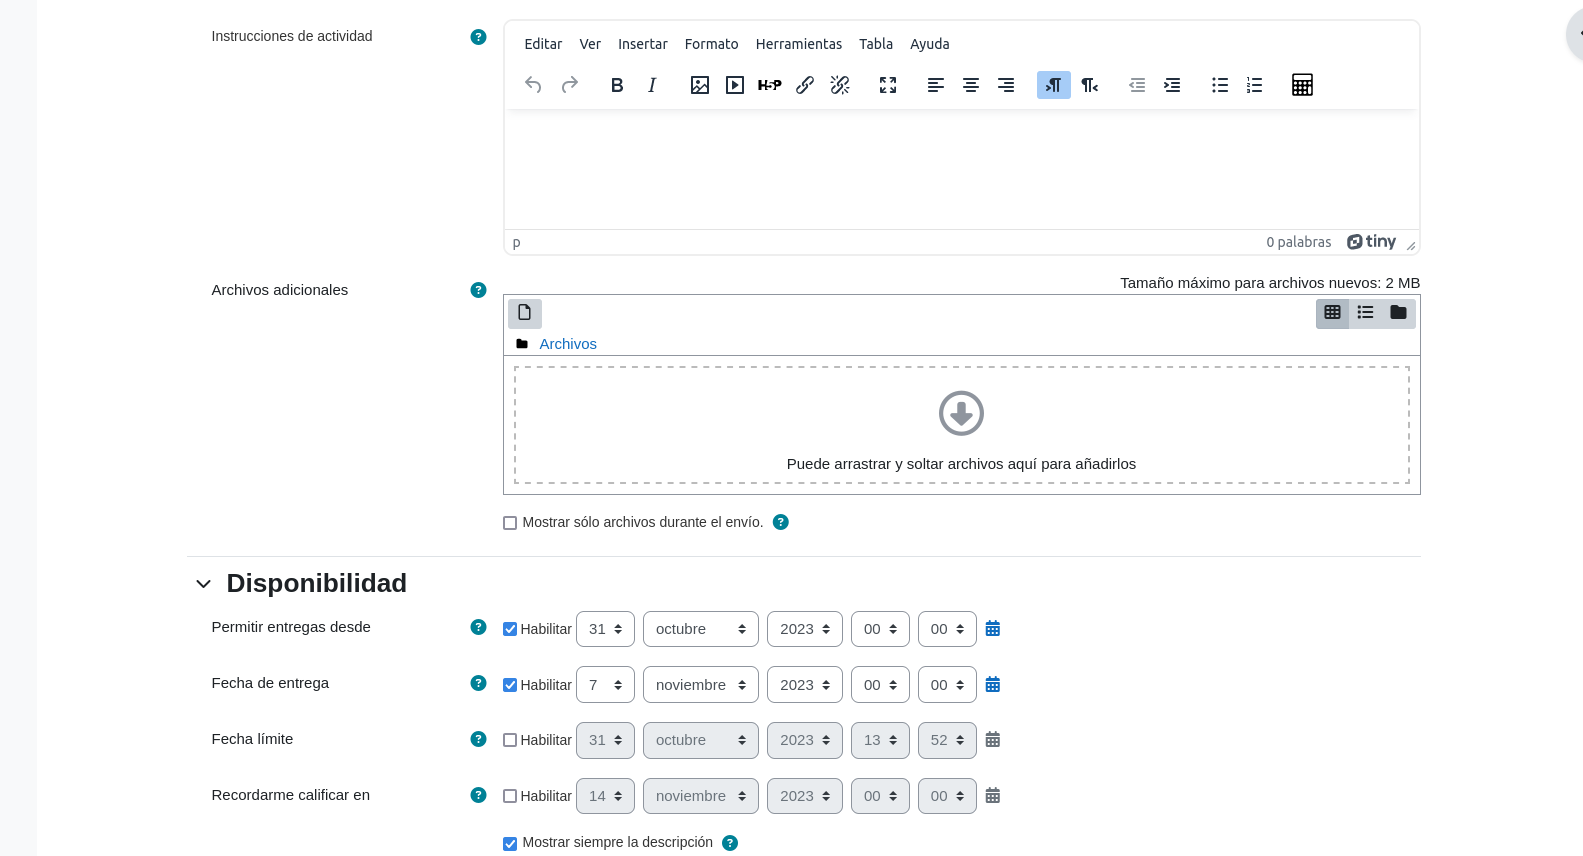 Instrucciones de actividad
Editar Ver Insertar Formato Herramientas Tabla Ayuda
B I H5P
p 0 palabras tiny
Archivos adicionales Tamaño máximo para archivos nuevos: 2 MB
Archivos
Puede arrastrar y soltar archivos aquí para añadirlos
Mostrar sólo archivos durante el envío.
Disponibilidad
Permitir entregas desde Habilitar 31 octubre 2023 00 00
Fecha de entrega Habilitar 7 noviembre 2023 00 00
Fecha límite Habilitar 31 octubre 2023 13 52
Recordarme calificar en Habilitar 14 noviembre 2023 00 00
Mostrar siempre la descripción